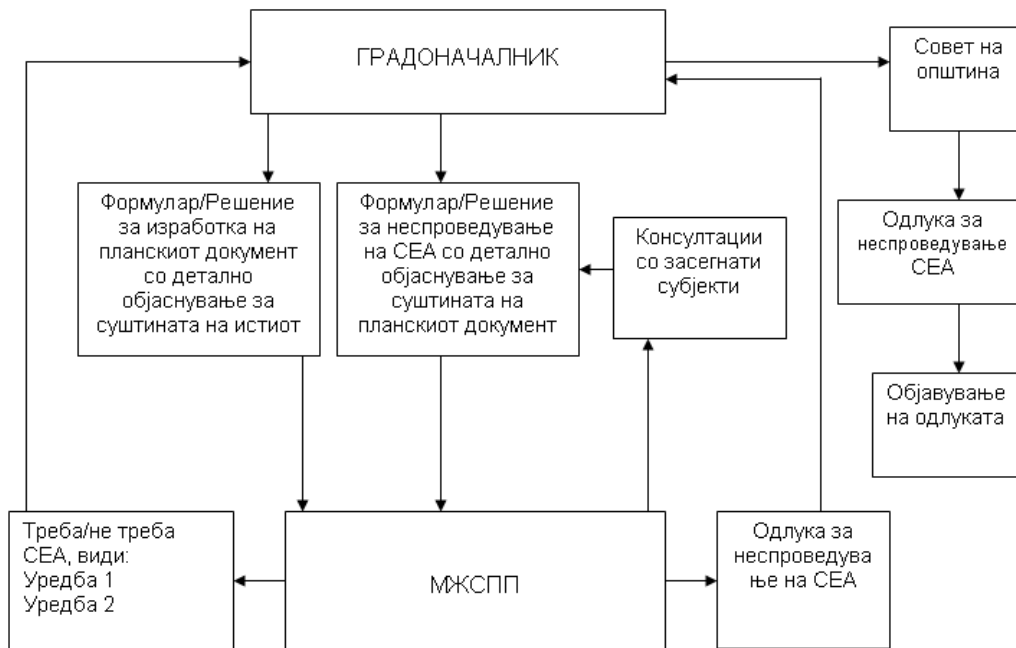 ГРАДОНАЧАЛНИК
Совет на
општина
Формулар/Решение
за изработка на
планскиот документ
со детално
објаснување за
суштината на истиот
Формулар/Решение
за неспроведување
на СЕА со детално
објаснување за
суштината на
планскиот документ
Консултации
со засегнати
субјекти
Одлука за
неспроведување
СЕА
Објавување
на одлуката
Треба/не треба
СЕА, види:
Уредба 1
Уредба 2
МЖСПП
Одлука за
неспроведува
ње на СЕА